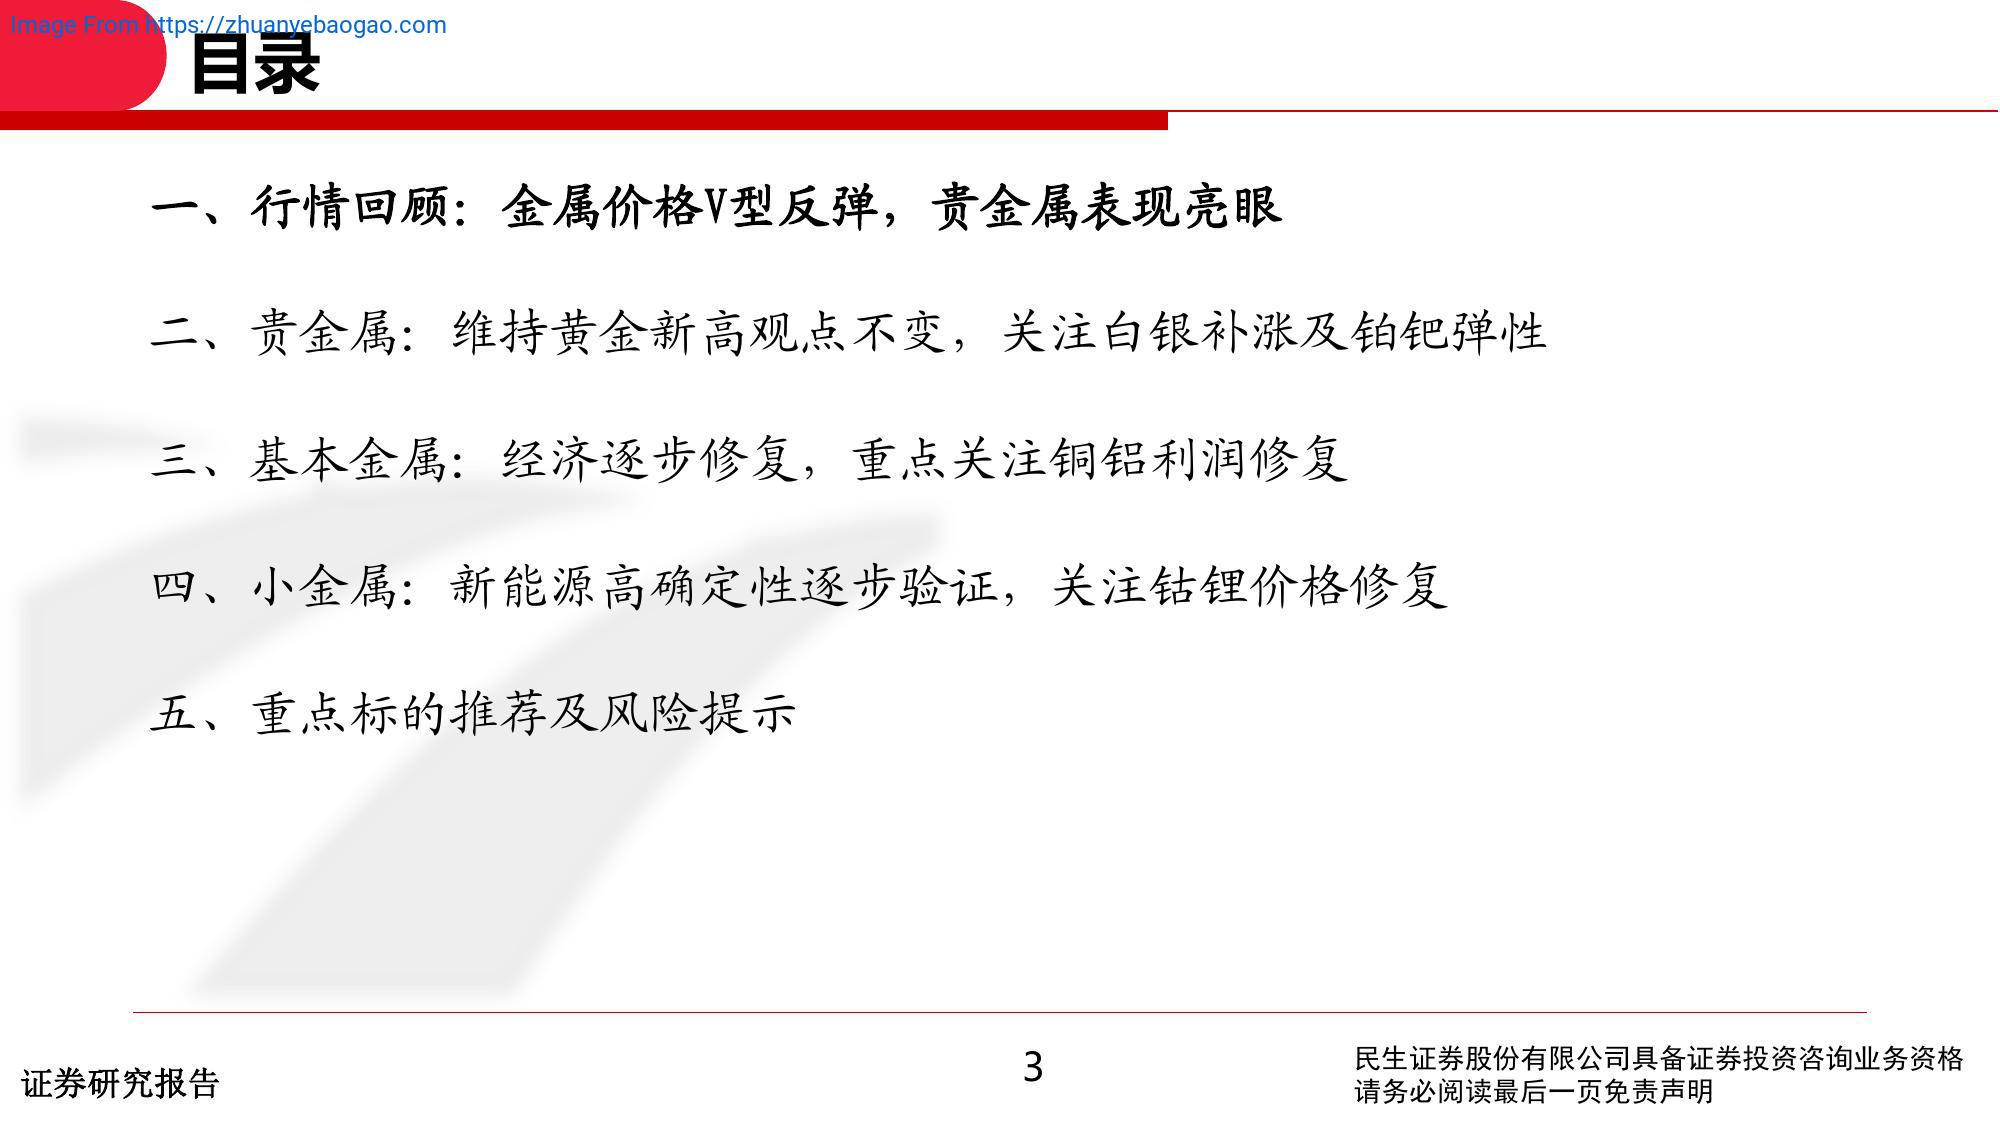 Image From https://zhuanyebaogao.com
目录
一、行情回顾：金属价格V型反弹，贵金属表现亮眼
二、贵金属：维持黄金新高观点不变，关注白银补涨及铂钯弹性
三、基本金属：经济逐步修复，重点关注铜铝利润修复
四、小金属：新能源高确定性逐步验证，关注钴锂价格修复
五、重点标的推荐及风险提示
证券研究报告
3
民生证券股份有限公司具备证券投资咨询业务资格
请务必阅读最后一页免责声明